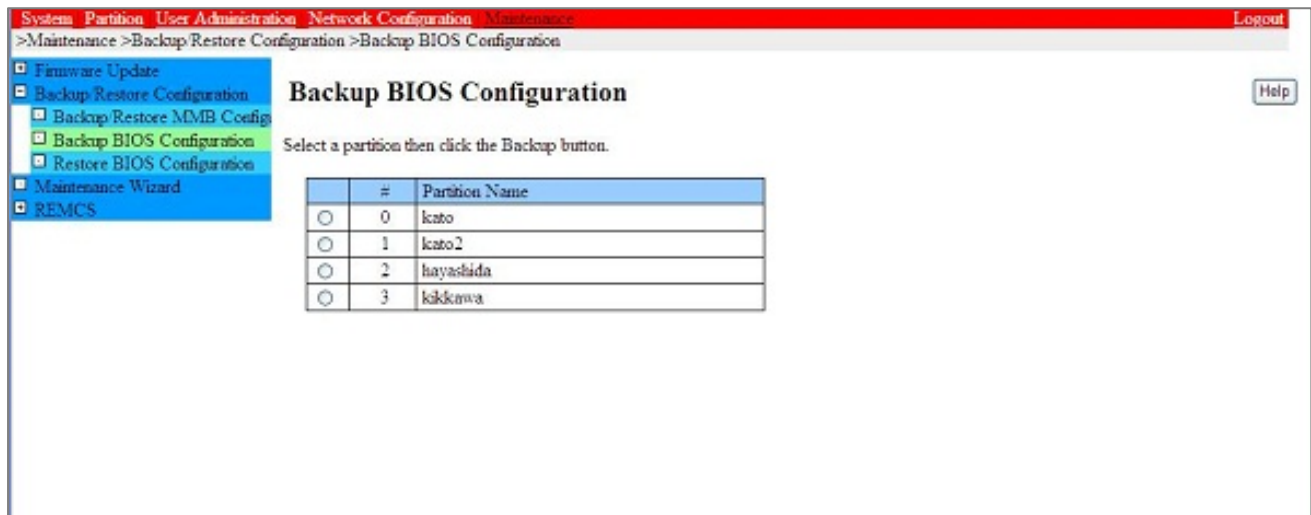 System Partition User Administration Network Configuration Maintenance Logout
>Maintenance >Backup/Restore Configuration >Backup BIOS Configuration
Firmware Update
Backup/Restore Configuration
Backup/Restore MMB Config
Backup BIOS Configuration
Restore BIOS Configuration
Maintenance Wizard
REMCS
Backup BIOS Configuration
Help
Select a partition then click the Backup button.
# Partition Name
0 kato
1 kato2
2 hayashida
3 kikkawa